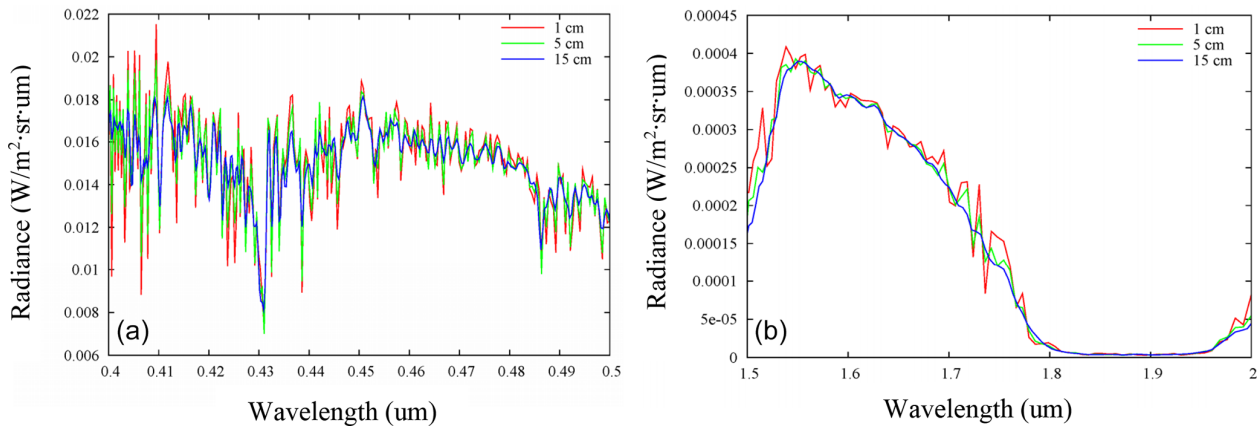 Radiance (W/m²·sr·um)
0.022
0.02
0.018
0.016
0.014
0.012
0.01
0.008
0.006
1 cm
5 cm
15 cm
(a)
0.4 0.41 0.42 0.43 0.44 0.45 0.46 0.47 0.48 0.49 0.5
Wavelength (um)
Radiance (W/m²·sr·um)
0.00045
0.0004
0.00035
0.0003
0.00025
0.0002
0.00015
0.0001
5e-05
0
1 cm
5 cm
15 cm
(b)
1.5 1.6 1.7 1.8 1.9 2
Wavelength (um)